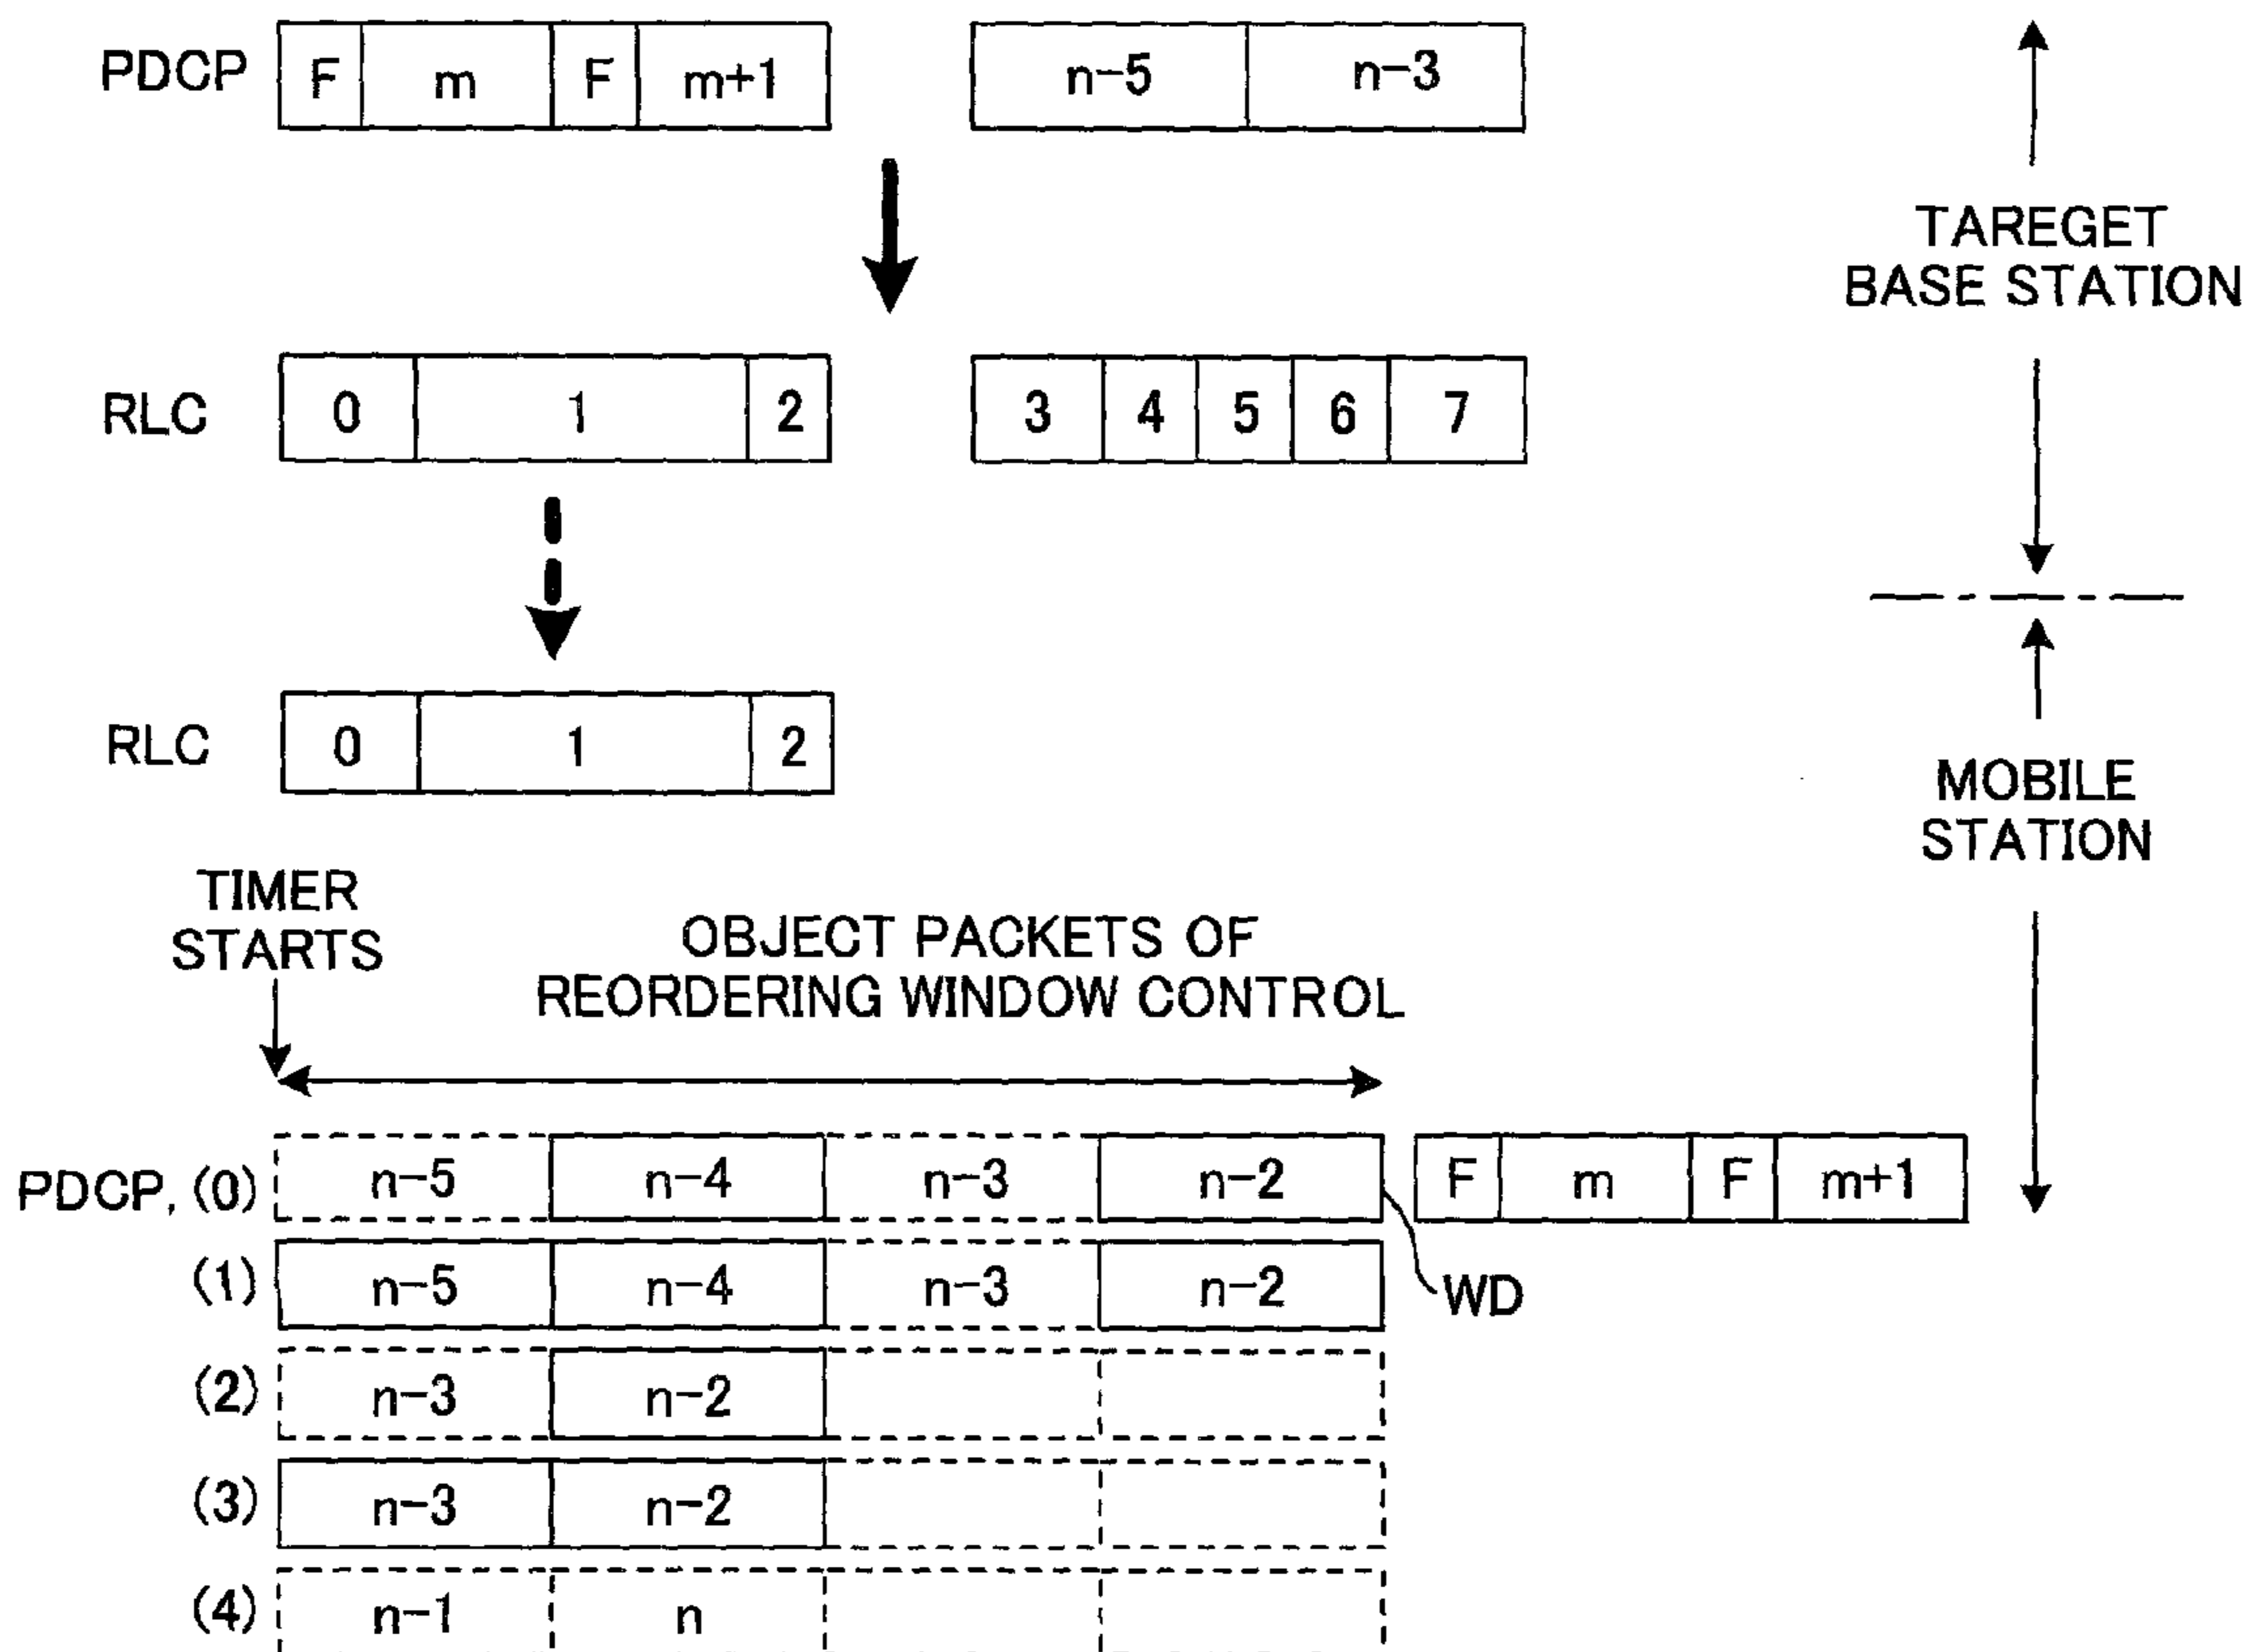 PDCP F m F m+1 n-5 n-3
TAREGET
BASE STATION
RLC 0 1 2 3 4 5 6 7
RLC 0 1 2
MOBILE
STATION
TIMER
STARTS
OBJECT PACKETS OF
REORDERING WINDOW CONTROL
PDCP, (0) n-5 n-4 n-3 n-2 F m F m+1
(1) n-5 n-4 n-3 n-2 WD
(2) n-3 n-2
(3) n-3 n-2
(4) n-1 n